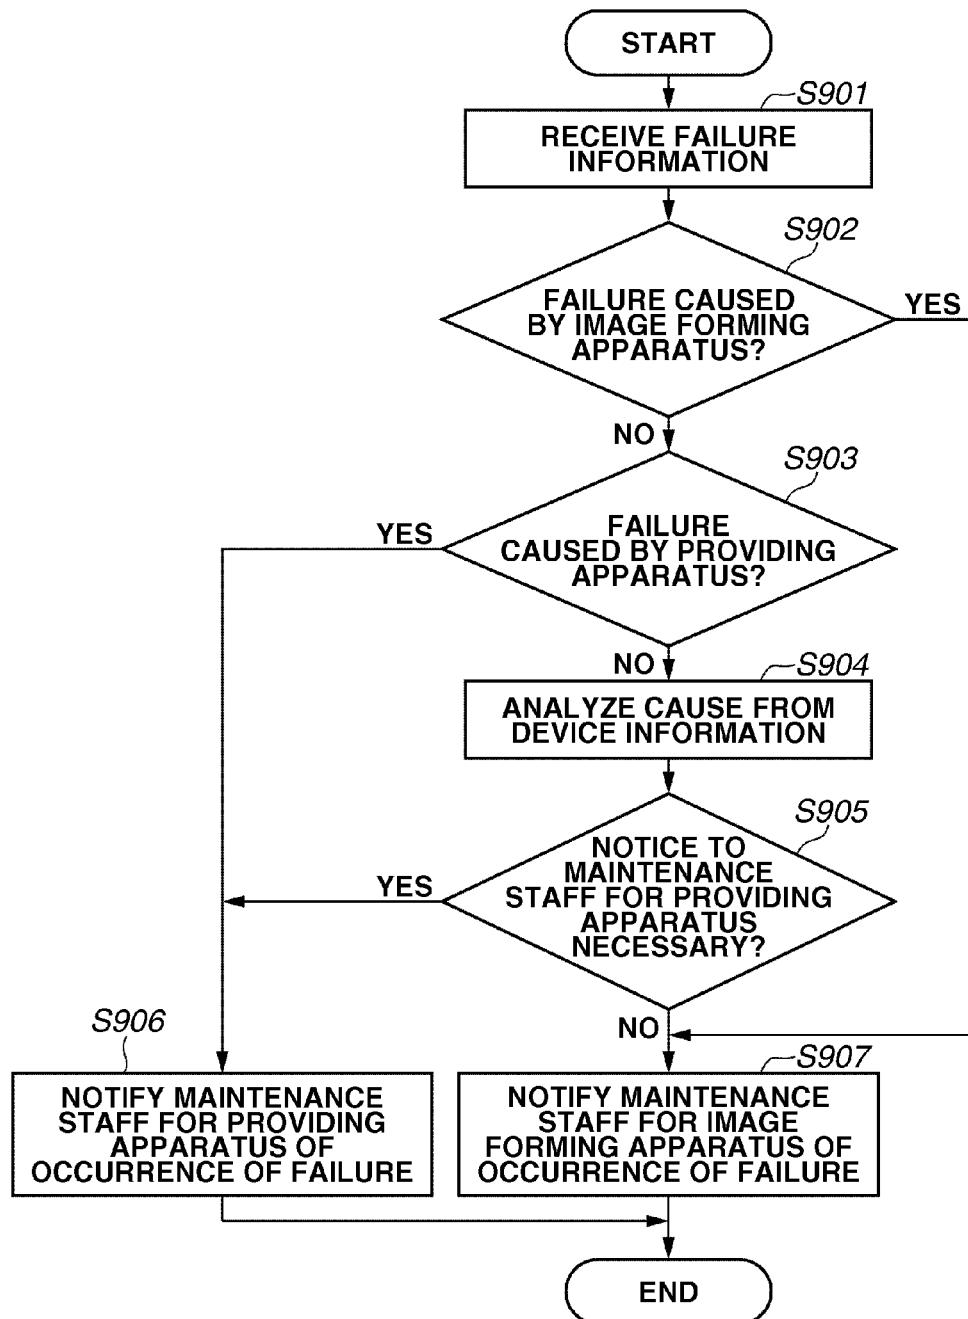 START
S901
RECEIVE FAILURE
INFORMATION
S902
FAILURE CAUSED
BY IMAGE FORMING
APPARATUS?
YES
NO
S903
FAILURE
CAUSED BY PROVIDING
APPARATUS?
YES
NO
S904
ANALYZE CAUSE FROM
DEVICE INFORMATION
S905
NOTICE TO
MAINTENANCE
STAFF FOR PROVIDING
APPARATUS
NECESSARY?
YES
NO
S906
NOTIFY MAINTENANCE
STAFF FOR PROVIDING
APPARATUS OF
OCCURRENCE OF FAILURE
S907
NOTIFY MAINTENANCE
STAFF FOR IMAGE
FORMING APPARATUS OF
OCCURRENCE OF FAILURE
END